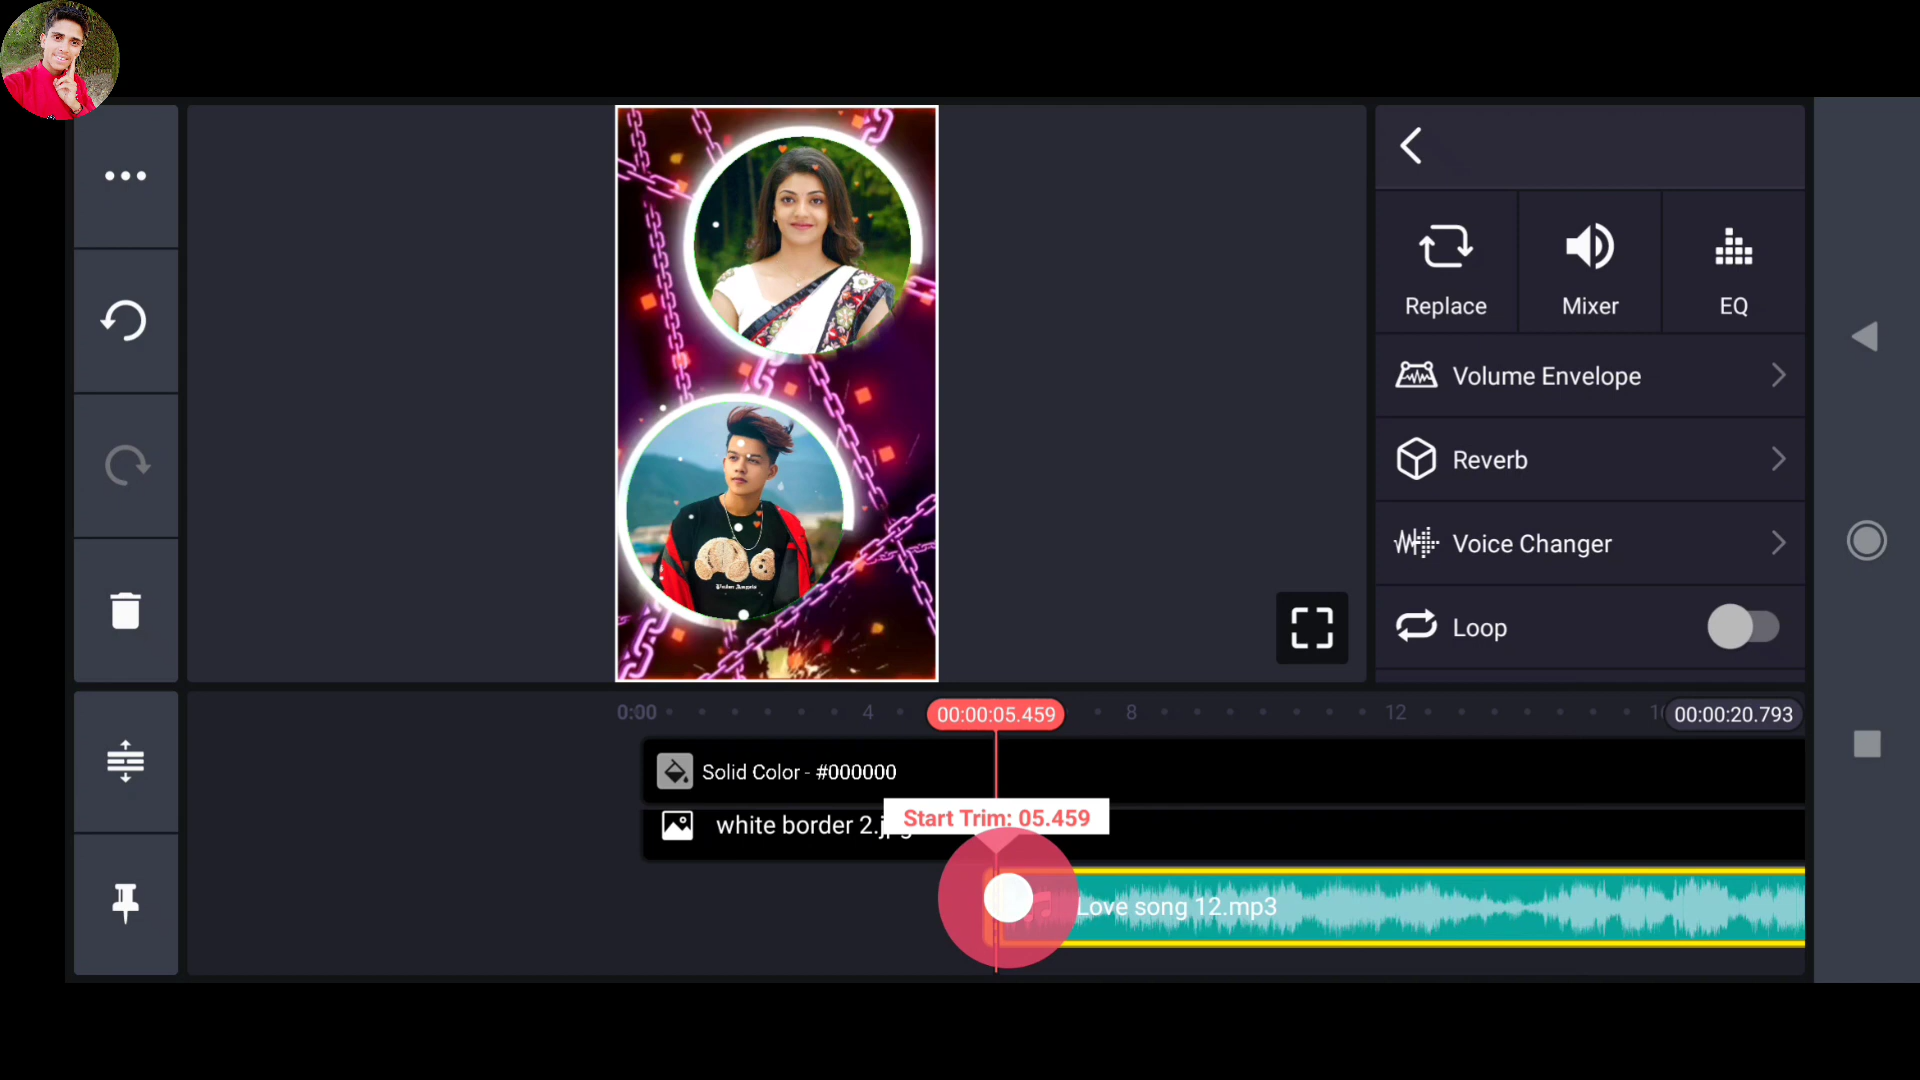 Replace
Mixer
EQ
Volume Envelope
Reverb
Voice Changer
Loop
0:00
4
00:00:05.459
8
12
00:00:20.793
Solid Color - #000000
white border 2.jpg
Start Trim: 05.459
Love song 12.mp3